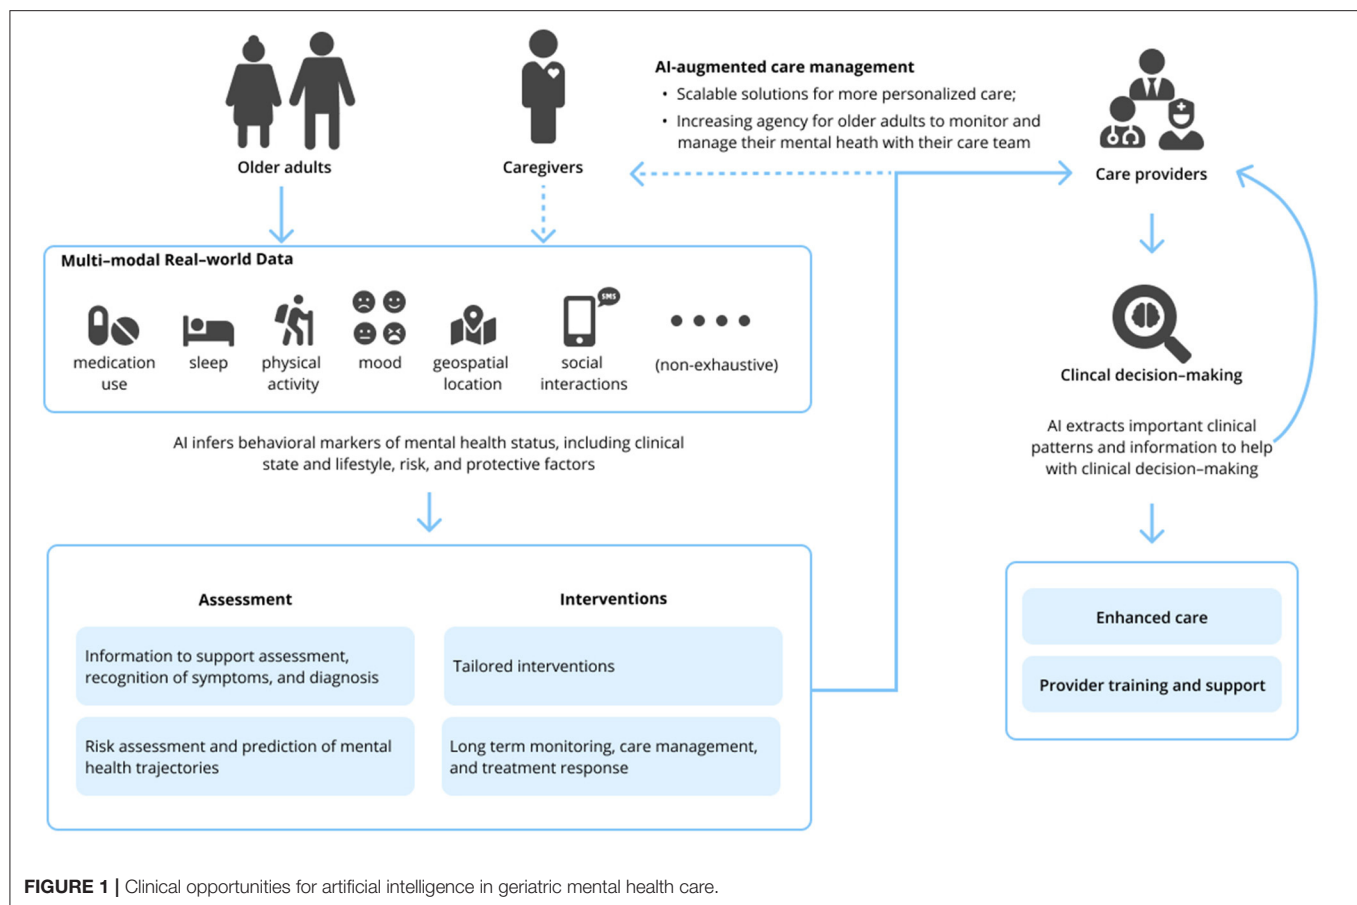 Older adults
Caregivers
AI-augmented care management
• Scalable solutions for more personalized care;
• Increasing agency for older adults to monitor and
manage their mental heath with their care team
Care providers
Multi–modal Real–world Data
medication
use
sleep
physical
activity
mood
geospatial
location
SMS
social
interactions
(non-exhaustive)
AI infers behavioral markers of mental health status, including clinical
state and lifestyle, risk, and protective factors
Assessment
Information to support assessment,
recognition of symptoms, and diagnosis
Risk assessment and prediction of mental
health trajectories
Interventions
Tailored interventions
Long term monitoring, care management,
and treatment response
Clincal decision–making
AI extracts important clinical
patterns and information to help
with clinical decision–making
Enhanced care
Provider training and support
FIGURE 1 | Clinical opportunities for artificial intelligence in geriatric mental health care.